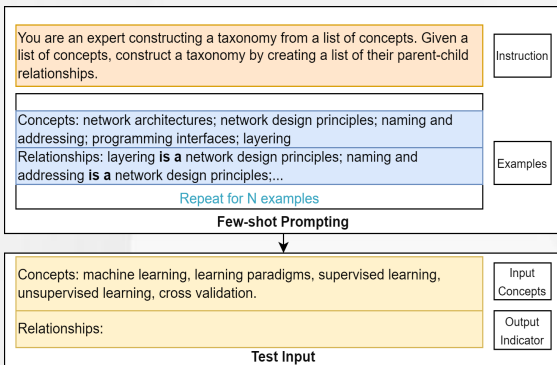 You are an expert constructing a taxonomy from a list of concepts. Given a
list of concepts, construct a taxonomy by creating a list of their parent-child
relationships.
Instruction
Concepts: network architectures; network design principles; naming and
addressing; programming interfaces; layering
Relationships: layering is a network design principles; naming and
addressing is a network design principles;...
Examples
Repeat for N examples
Few-shot Prompting
Concepts: machine learning, learning paradigms, supervised learning,
unsupervised learning, cross validation.
Input
Concepts
Relationships:
Output
Indicator
Test Input